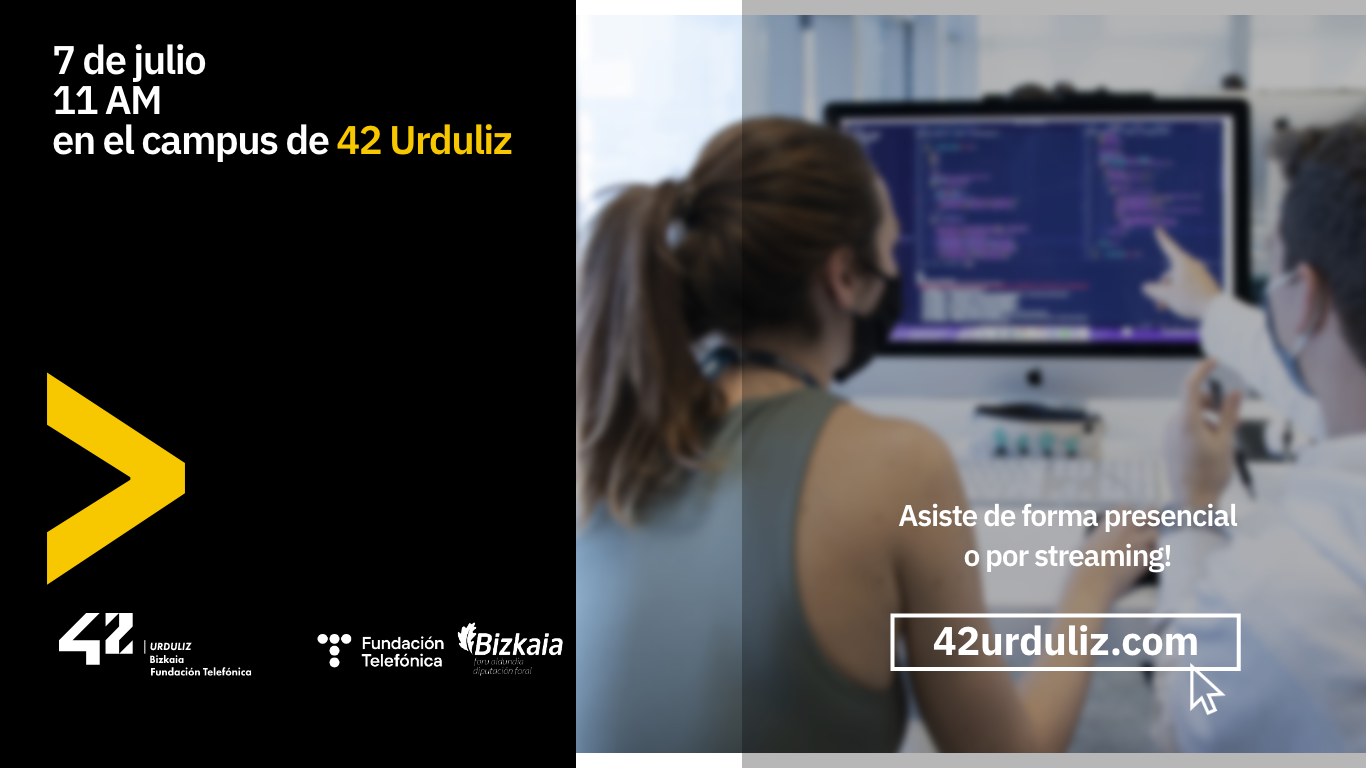 7 de julio
11 AM
en el campus de 42 Urduliz
42
URDULIZ
Bizkaia
Fundación Telefónica
Fundación
Telefónica
Bizkaia
foru aldundia
diputación foral
Asiste de forma presencial
o por streaming!
42urduliz.com